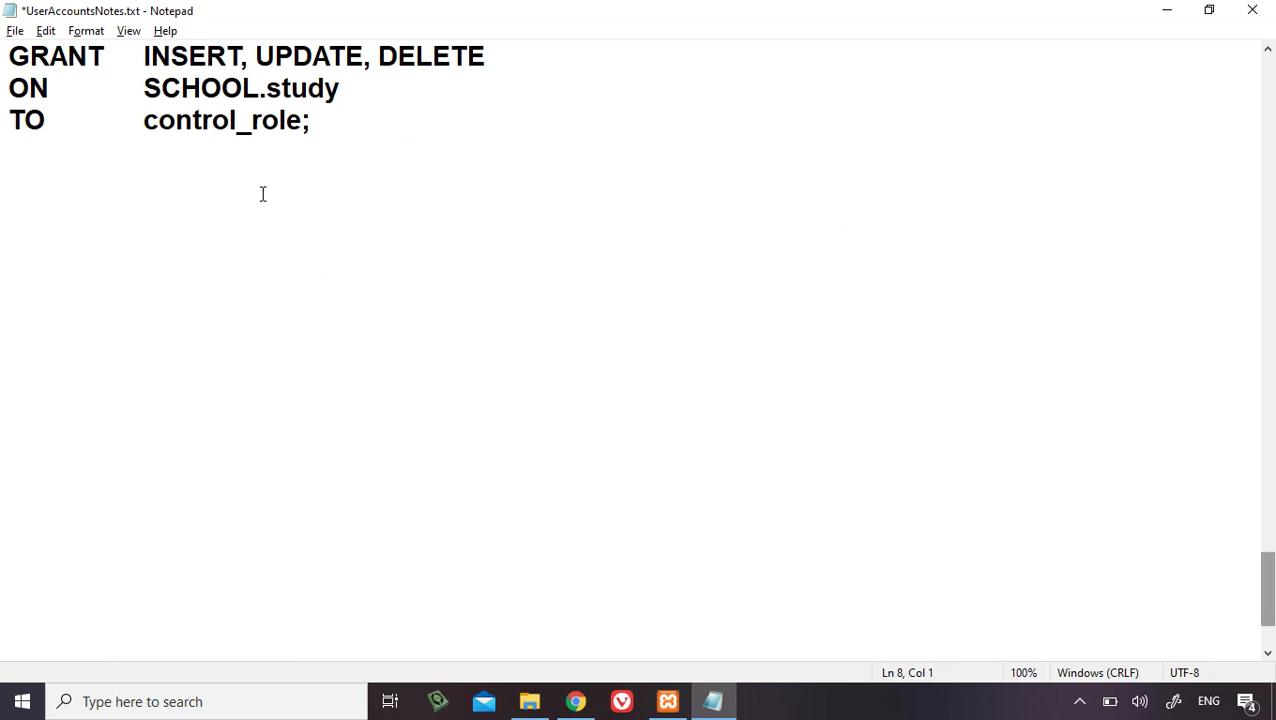 *UserAccountsNotes.txt - Notepad
File Edit Format View Help
GRANT INSERT, UPDATE, DELETE
ON SCHOOL.study
TO control_role;
Ln 8, Col 1 100% Windows (CRLF) UTF-8
Type here to search ENG 4